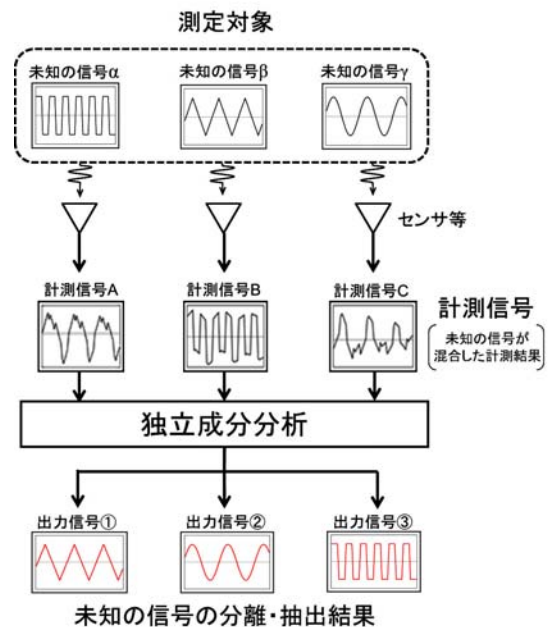 測定対象
未知の信号α
未知の信号β
未知の信号γ
センサ等
計測信号A
計測信号B
計測信号C
計測信号
未知の信号が
混合した計測結果
独立成分分析
出力信号①
出力信号②
出力信号③
未知の信号の分離・抽出結果